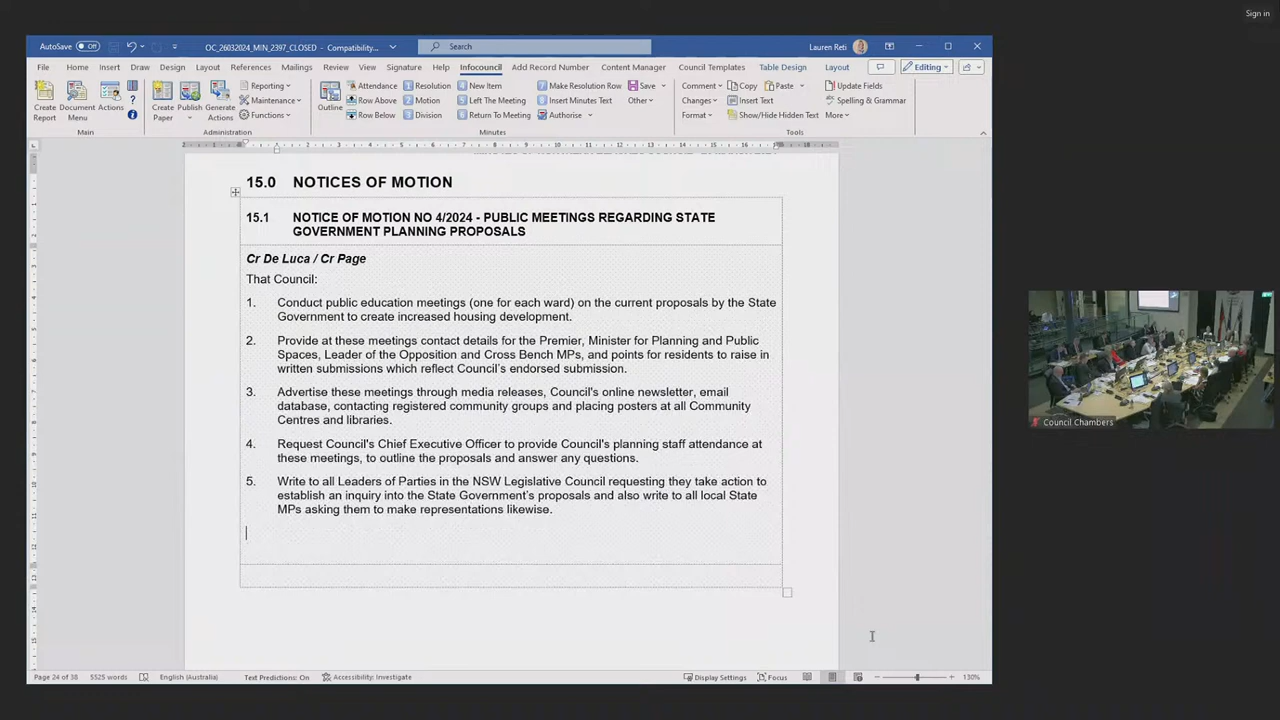 Sign in
AutoSave Off OC_26032024_MIN_2397_CLOSED - Compatibility... Search Lauren Reti
File Home Insert Draw Design Layout References Mailings Review View Signature Help Infocouncil Add Record Number Content Manager Council Templates Table Design Layout Editing
Create Report Document Menu Actions Create Paper Publish Generate Actions Reporting Maintenance Functions
Outline Attendance Row Above Row Below 1 Resolution 2 Motion 3 Division 4 New Item 5 Left The Meeting 6 Return To Meeting 7 Make Resolution Row 8 Insert Minutes Text Authorise Save Other
Comment Changes Format Copy Paste Insert Text Show/Hide Hidden Text Update Fields Spelling & Grammar More
Main Administration Minutes Tools
15.0 NOTICES OF MOTION
15.1 NOTICE OF MOTION NO 4/2024 - PUBLIC MEETINGS REGARDING STATE
GOVERNMENT PLANNING PROPOSALS
Cr De Luca / Cr Page
That Council:
1. Conduct public education meetings (one for each ward) on the current proposals by the State
Government to create increased housing development.
2. Provide at these meetings contact details for the Premier, Minister for Planning and Public
Spaces, Leader of the Opposition and Cross Bench MPs, and points for residents to raise in
written submissions which reflect Council's endorsed submission.
3. Advertise these meetings through media releases, Council's online newsletter, email
database, contacting registered community groups and placing posters at all Community
Centres and libraries.
4. Request Council's Chief Executive Officer to provide Council's planning staff attendance at
these meetings, to outline the proposals and answer any questions.
5. Write to all Leaders of Parties in the NSW Legislative Council requesting they take action to
establish an inquiry into the State Government's proposals and also write to all local State
MPs asking them to make representations likewise.
Council Chambers
Page 24 of 38 5525 words English (Australia) Text Predictions: On Accessibility: Investigate Display Settings Focus 130%